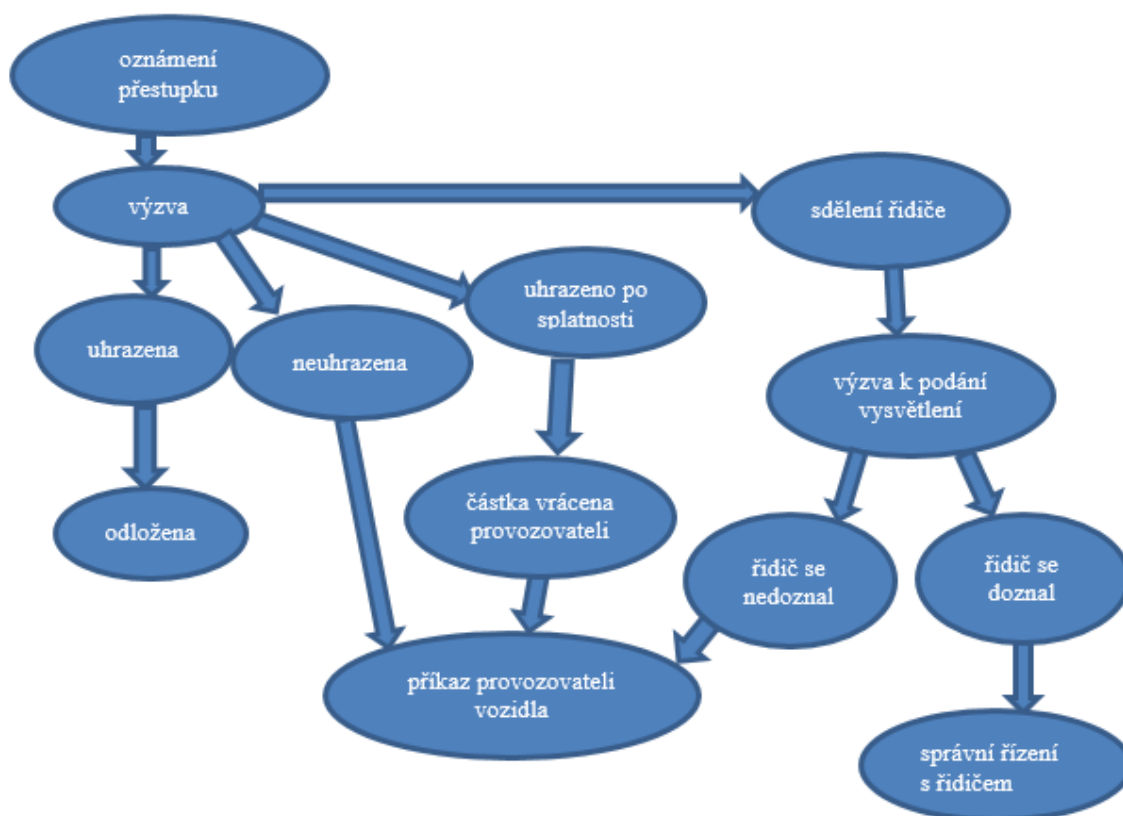 oznámení
přestupku
výzva
sdělení řidiče
uhrazeno po
splatnosti
uhrazena
neuhrazena
výzva k podání
vysvětlení
částka vrácena
provozovateli
odložena
řidič se
nedoznal
řidič se
doznal
příkaz provozovateli
vozidla
správní řízení
s řidičem